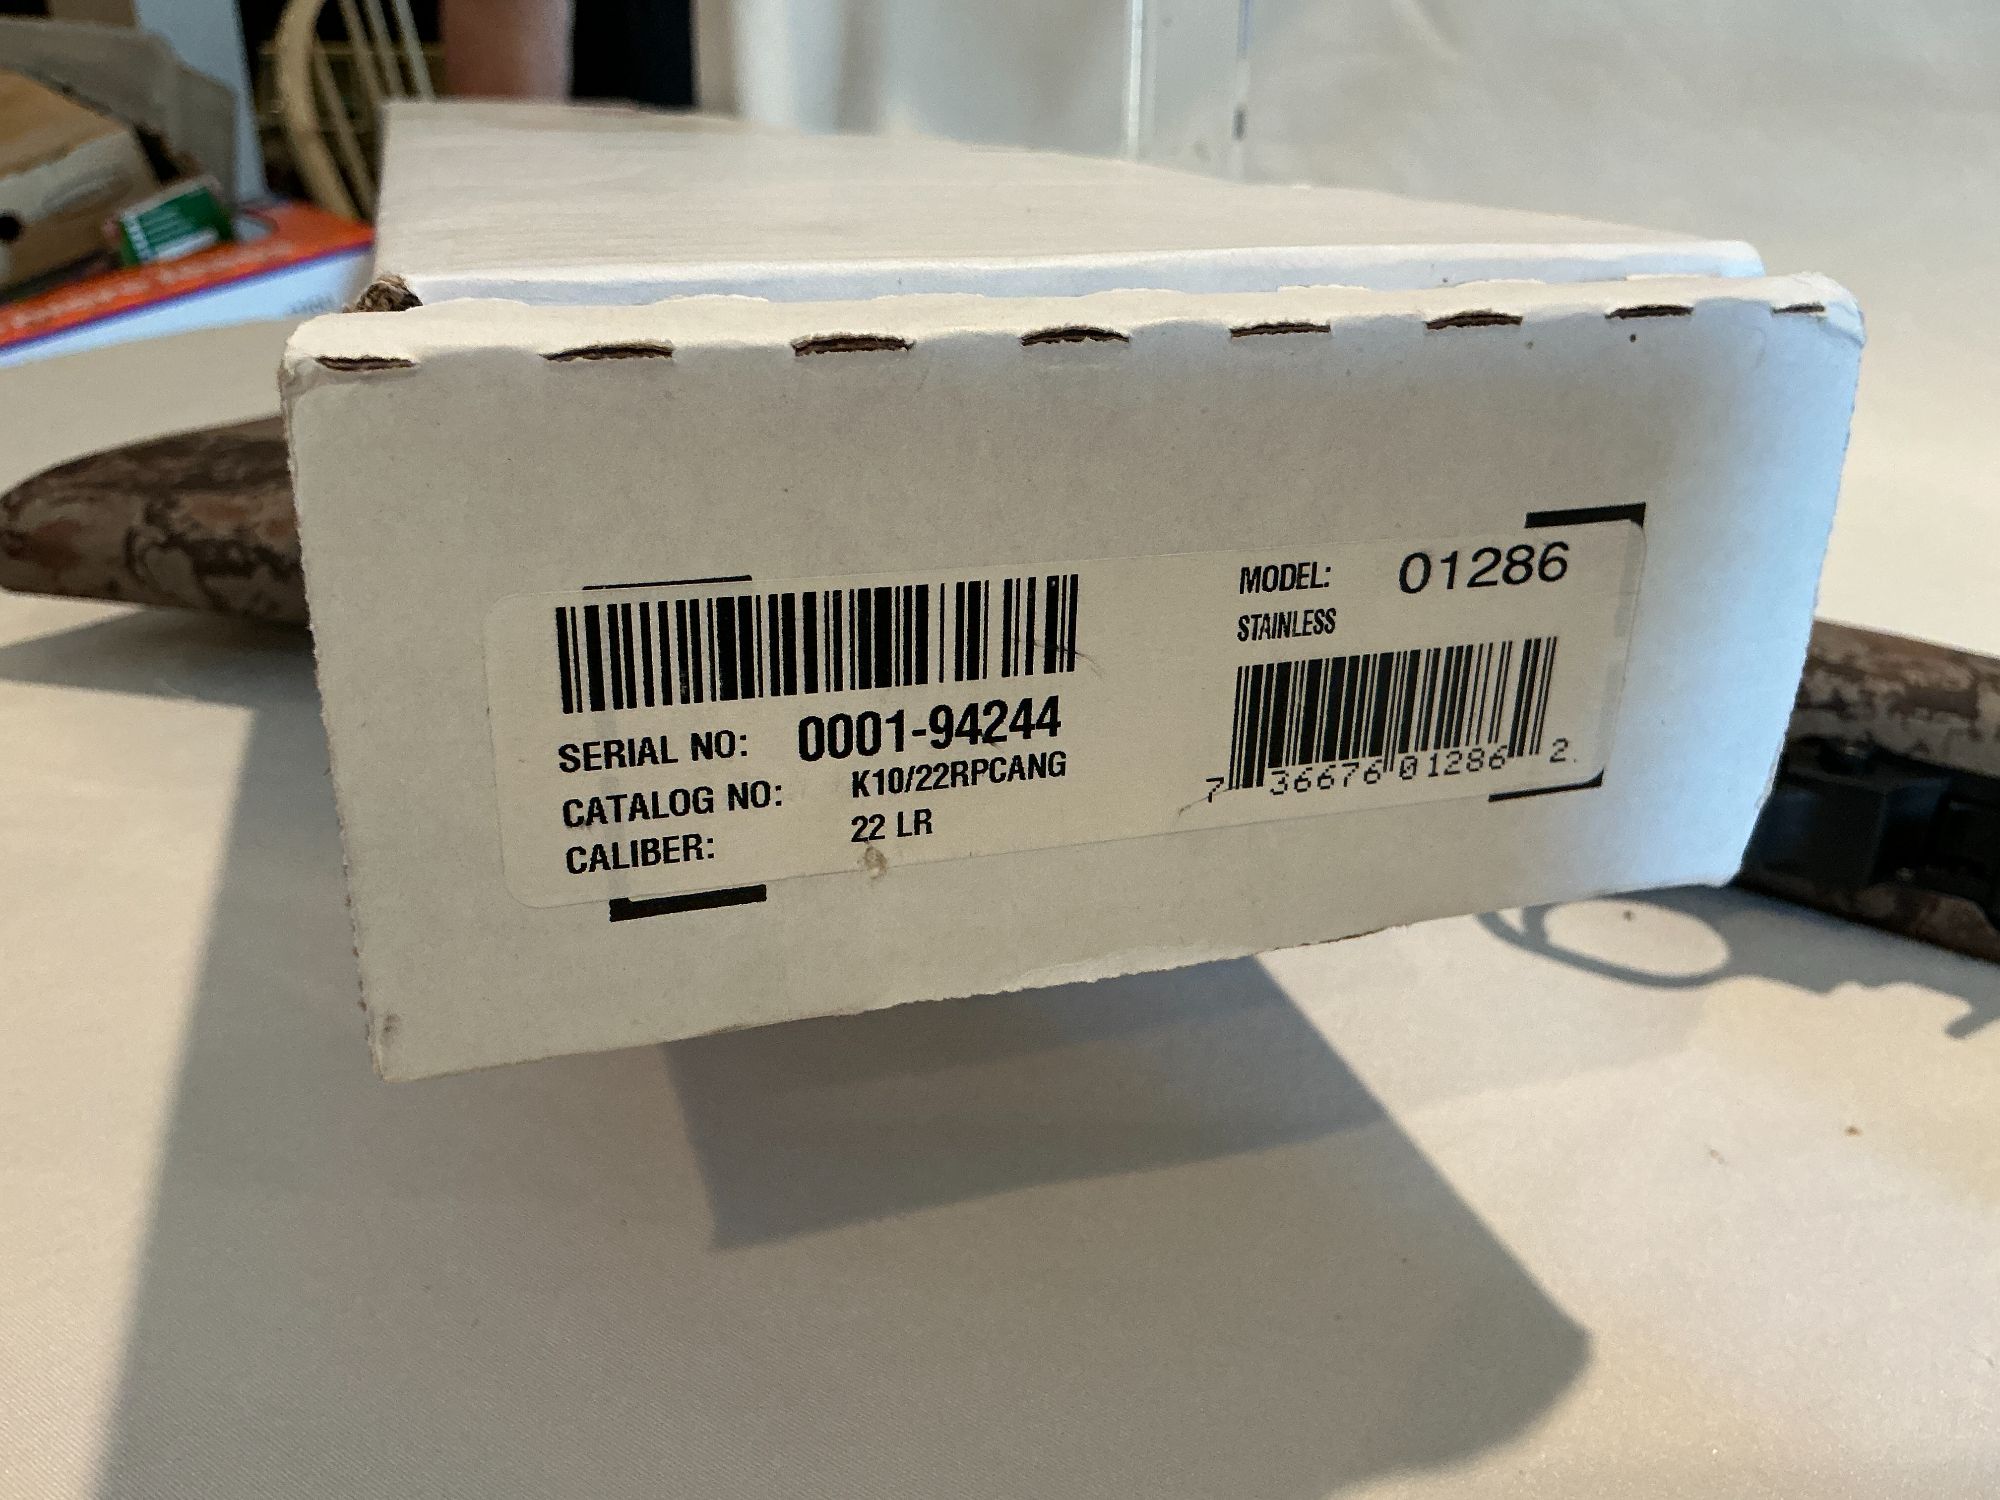 SERIAL NO: 0001-94244
CATALOG NO: K10/22RPCANG
CALIBER: 22 LR
MODEL: 01286
STAINLESS
7 36676 01286 2